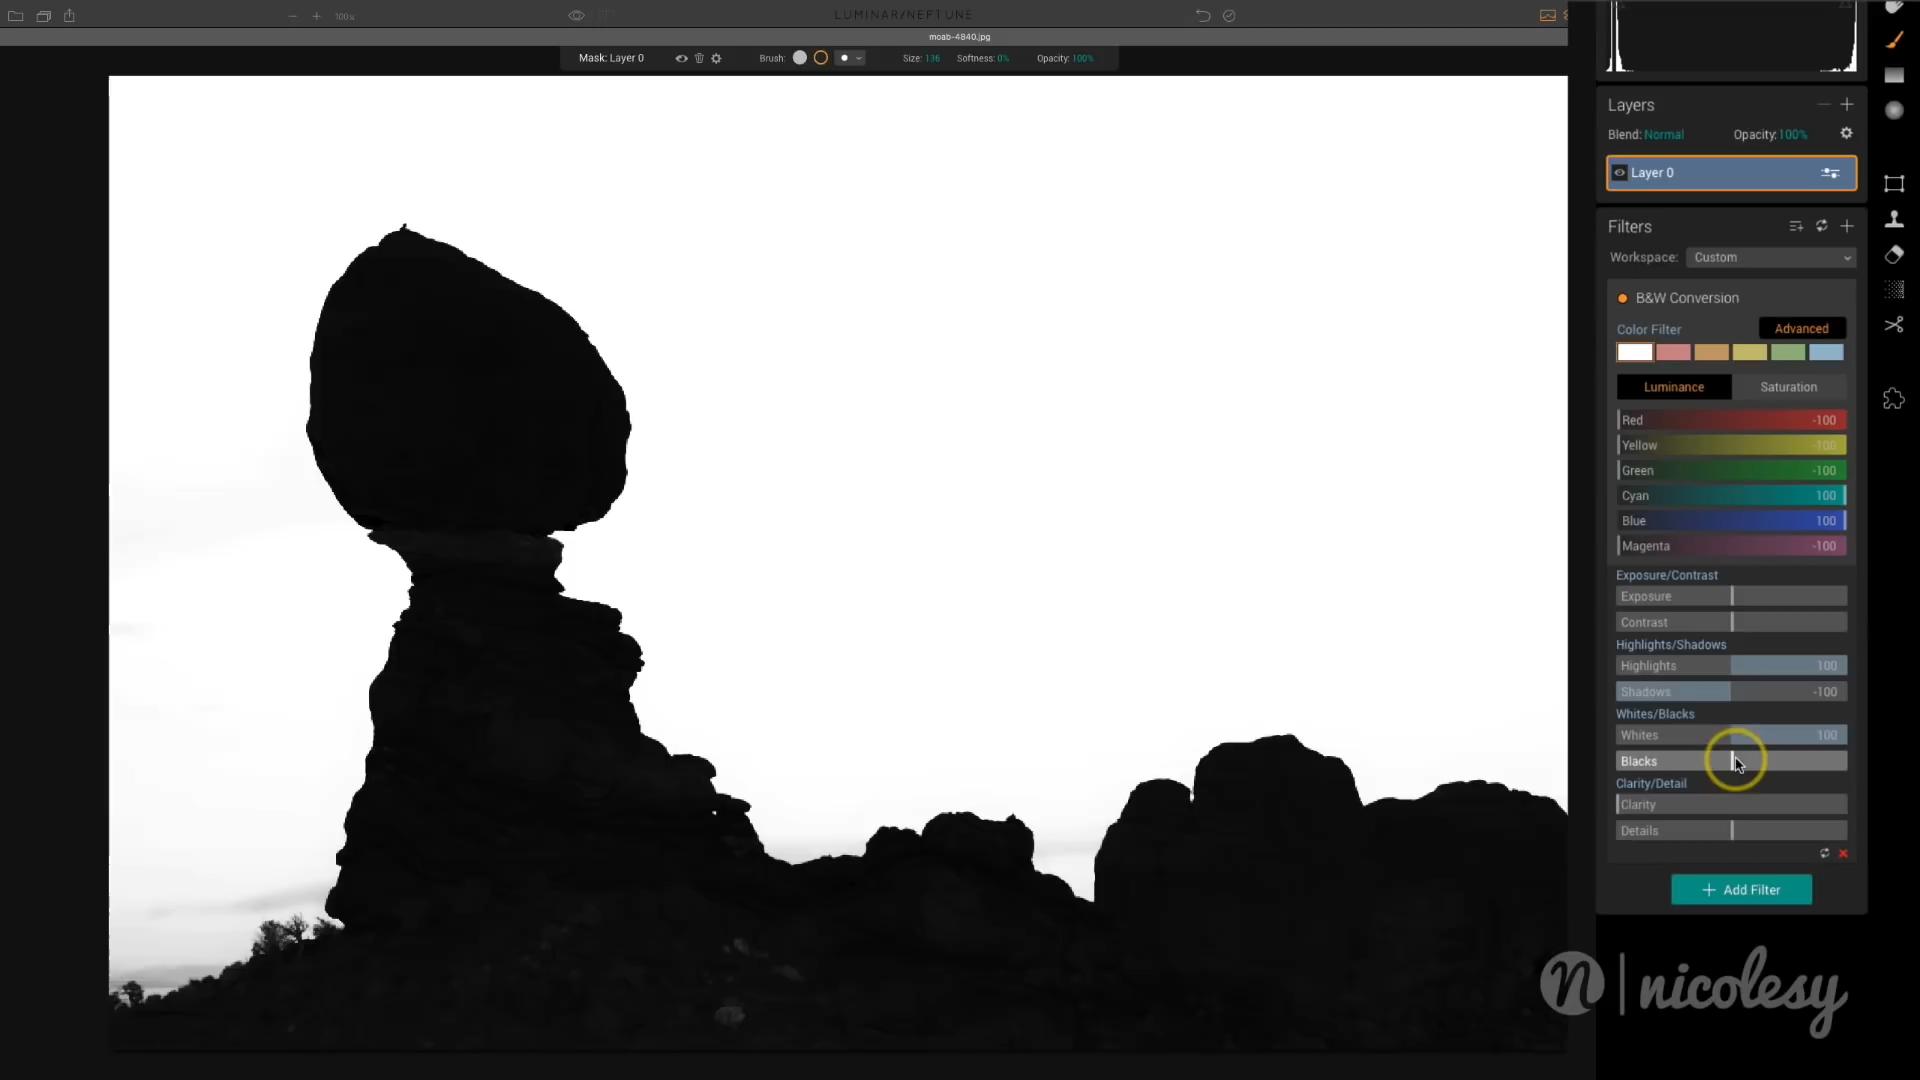 100%
LUMINAR/NEPTUNE
moab-4840.jpg
Mask: Layer 0
Brush:
Size: 136
Softness: 0%
Opacity: 100%
Layers
Blend: Normal
Opacity: 100%
Layer 0
Filters
Workspace:
Custom
B&W Conversion
Color Filter
Advanced
Luminance
Saturation
Red -100
Yellow -100
Green -100
Cyan 100
Blue 100
Magenta -100
Exposure/Contrast
Exposure
Contrast
Highlights/Shadows
Highlights 100
Shadows -100
Whites/Blacks
Whites 100
Blacks
Clarity/Detail
Clarity
Details
+ Add Filter
n | nicolesy